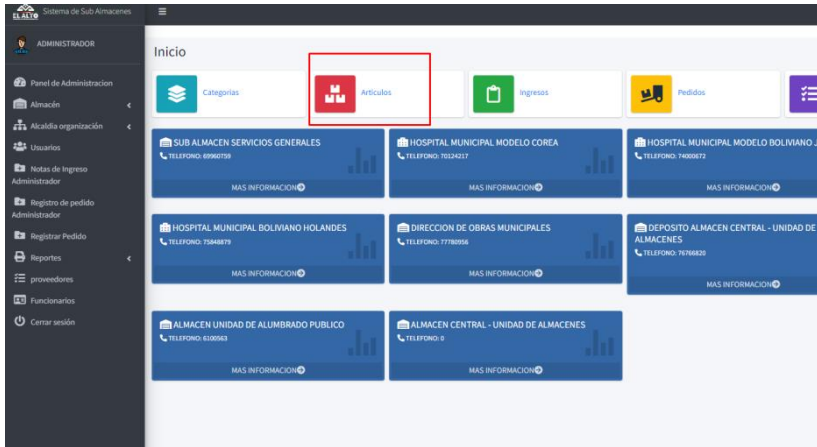 EL ALTO
Sistema de Sub Almacenes
ADMINISTRADOR
Panel de Administracion
Almacén
Alcaldia organización
Usuarios
Notas de Ingreso
Administrador
Registro de pedido
Administrador
Registrar Pedido
Reportes
proveedores
Funcionarios
Cerrar sesión
Inicio
Categorias
Articulos
Ingresos
Pedidos
SUB ALMACEN SERVICIOS GENERALES
TELEFONO: 69960759
MAS INFORMACION
HOSPITAL MUNICIPAL MODELO COREA
TELEFONO: 70124217
MAS INFORMACION
HOSPITAL MUNICIPAL MODELO BOLIVIANO J
TELEFONO: 74000672
MAS INFORMACION
HOSPITAL MUNICIPAL BOLIVIANO HOLANDES
TELEFONO: 75848879
MAS INFORMACION
DIRECCION DE OBRAS MUNICIPALES
TELEFONO: 77780956
MAS INFORMACION
DEPOSITO ALMACEN CENTRAL - UNIDAD DE
ALMACENES
TELEFONO: 76766820
MAS INFORMACION
ALMACEN UNIDAD DE ALUMBRADO PUBLICO
TELEFONO: 6100563
MAS INFORMACION
ALMACEN CENTRAL - UNIDAD DE ALMACENES
TELEFONO: 0
MAS INFORMACION